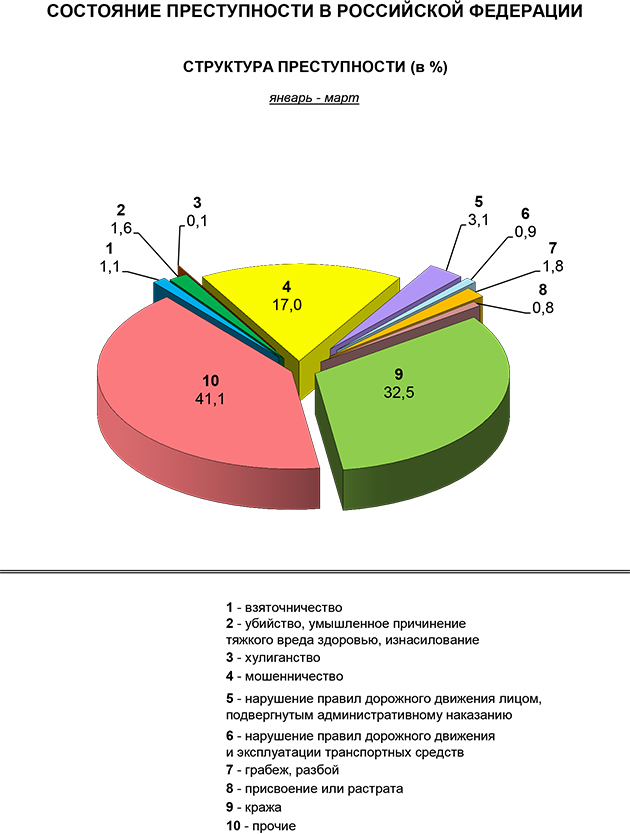 СОСТОЯНИЕ ПРЕСТУПНОСТИ В РОССИЙСКОЙ ФЕДЕРАЦИИ
СТРУКТУРА ПРЕСТУПНОСТИ (в %)
январь - март
1
1,1
2
1,6
3
0,1
4
17,0
5
3,1
6
0,9
7
1,8
8
0,8
9
32,5
10
41,1
1 - взяточничество
2 - убийство, умышленное причинение
тяжкого вреда здоровью, изнасилование
3 - хулиганство
4 - мошенничество
5 - нарушение правил дорожного движения лицом,
подвергнутым административному наказанию
6 - нарушение правил дорожного движения
и эксплуатации транспортных средств
7 - грабеж, разбой
8 - присвоение или растрата
9 - кража
10 - прочие